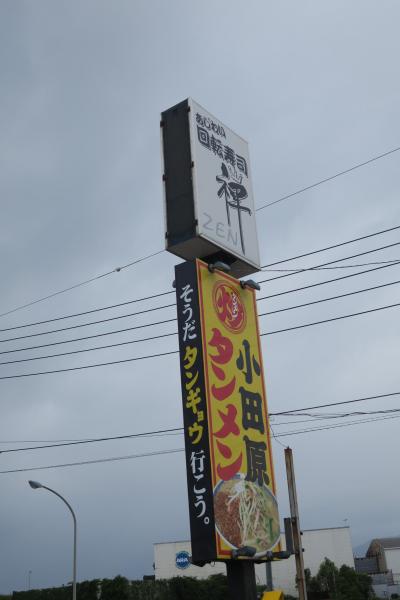 あじわい
回転寿司
禅
ZEN
小田原
タンメン
そうだ タンギョウ 行こう。